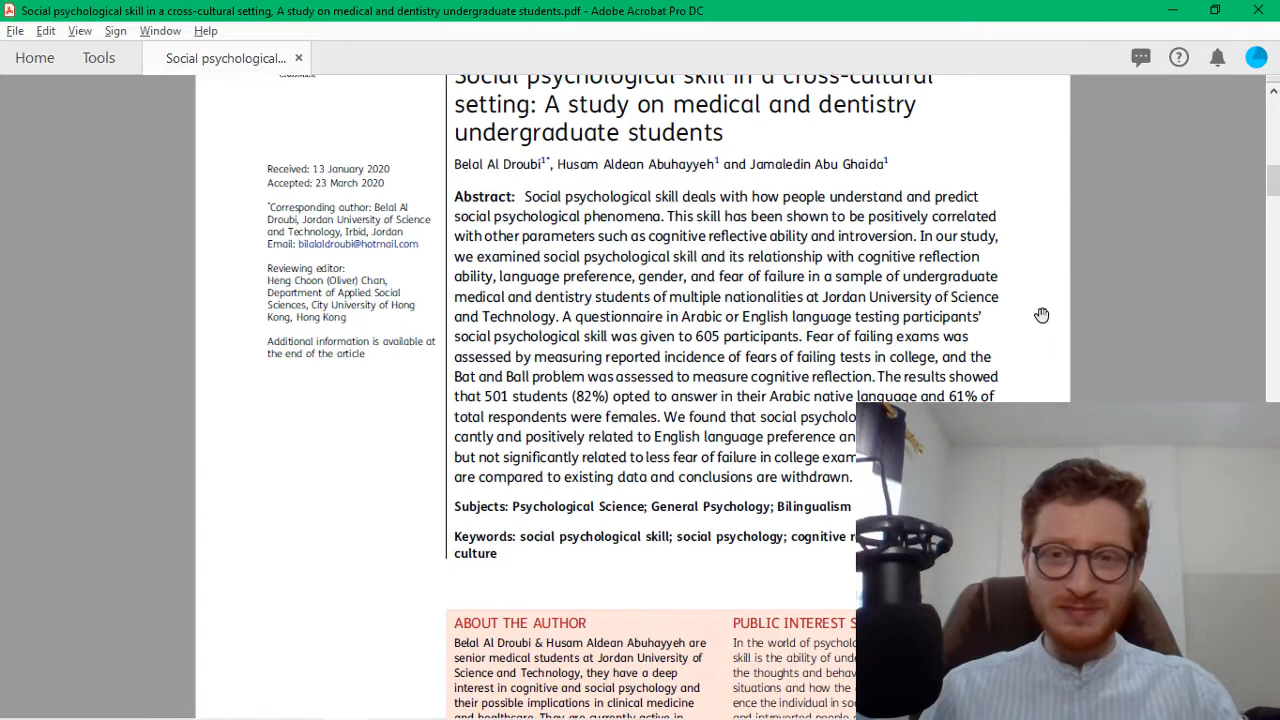 Social psychological skill in a cross-cultural setting, A study on medical and dentistry undergraduate students.pdf - Adobe Acrobat Pro DC
File Edit View Sign Window Help
Home Tools Social psychological... ×
Social psychological skill in a cross-cultural
setting: A study on medical and dentistry
undergraduate students
Belal Al Droubi1*, Husam Aldean Abuhayyeh1 and Jamaledin Abu Ghaida1
Received: 13 January 2020
Accepted: 23 March 2020
*Corresponding author: Belal Al
Droubi, Jordan University of Science
and Technology, Irbid, Jordan
Email: bilalaldroubi@hotmail.com
Reviewing editor:
Heng Choon (Oliver) Chan,
Department of Applied Social
Sciences, City University of Hong
Kong, Hong Kong
Additional information is available at
the end of the article
Abstract: Social psychological skill deals with how people understand and predict
social psychological phenomena. This skill has been shown to be positively correlated
with other parameters such as cognitive reflective ability and introversion. In our study,
we examined social psychological skill and its relationship with cognitive reflection
ability, language preference, gender, and fear of failure in a sample of undergraduate
medical and dentistry students of multiple nationalities at Jordan University of Science
and Technology. A questionnaire in Arabic or English language testing participants'
social psychological skill was given to 605 participants. Fear of failing exams was
assessed by measuring reported incidence of fears of failing tests in college, and the
Bat and Ball problem was assessed to measure cognitive reflection. The results showed
that 501 students (82%) opted to answer in their Arabic native language and 61% of
total respondents were females. We found that social psycholo
cantly and positively related to English language preference an
but not significantly related to less fear of failure in college exam
are compared to existing data and conclusions are withdrawn.
Subjects: Psychological Science; General Psychology; Bilingualism
Keywords: social psychological skill; social psychology; cognitive r
culture
ABOUT THE AUTHOR
Belal Al Droubi & Husam Aldean Abuhayyeh are
senior medical students at Jordan University of
Science and Technology, they have a deep
interest in cognitive and social psychology and
their possible implications in clinical medicine
and healthcare. They are currently active in
PUBLIC INTEREST S
In the world of psycholo
skill is the ability of unde
the thoughts and behav
situations and how the
ence the individual in so
and introverted people